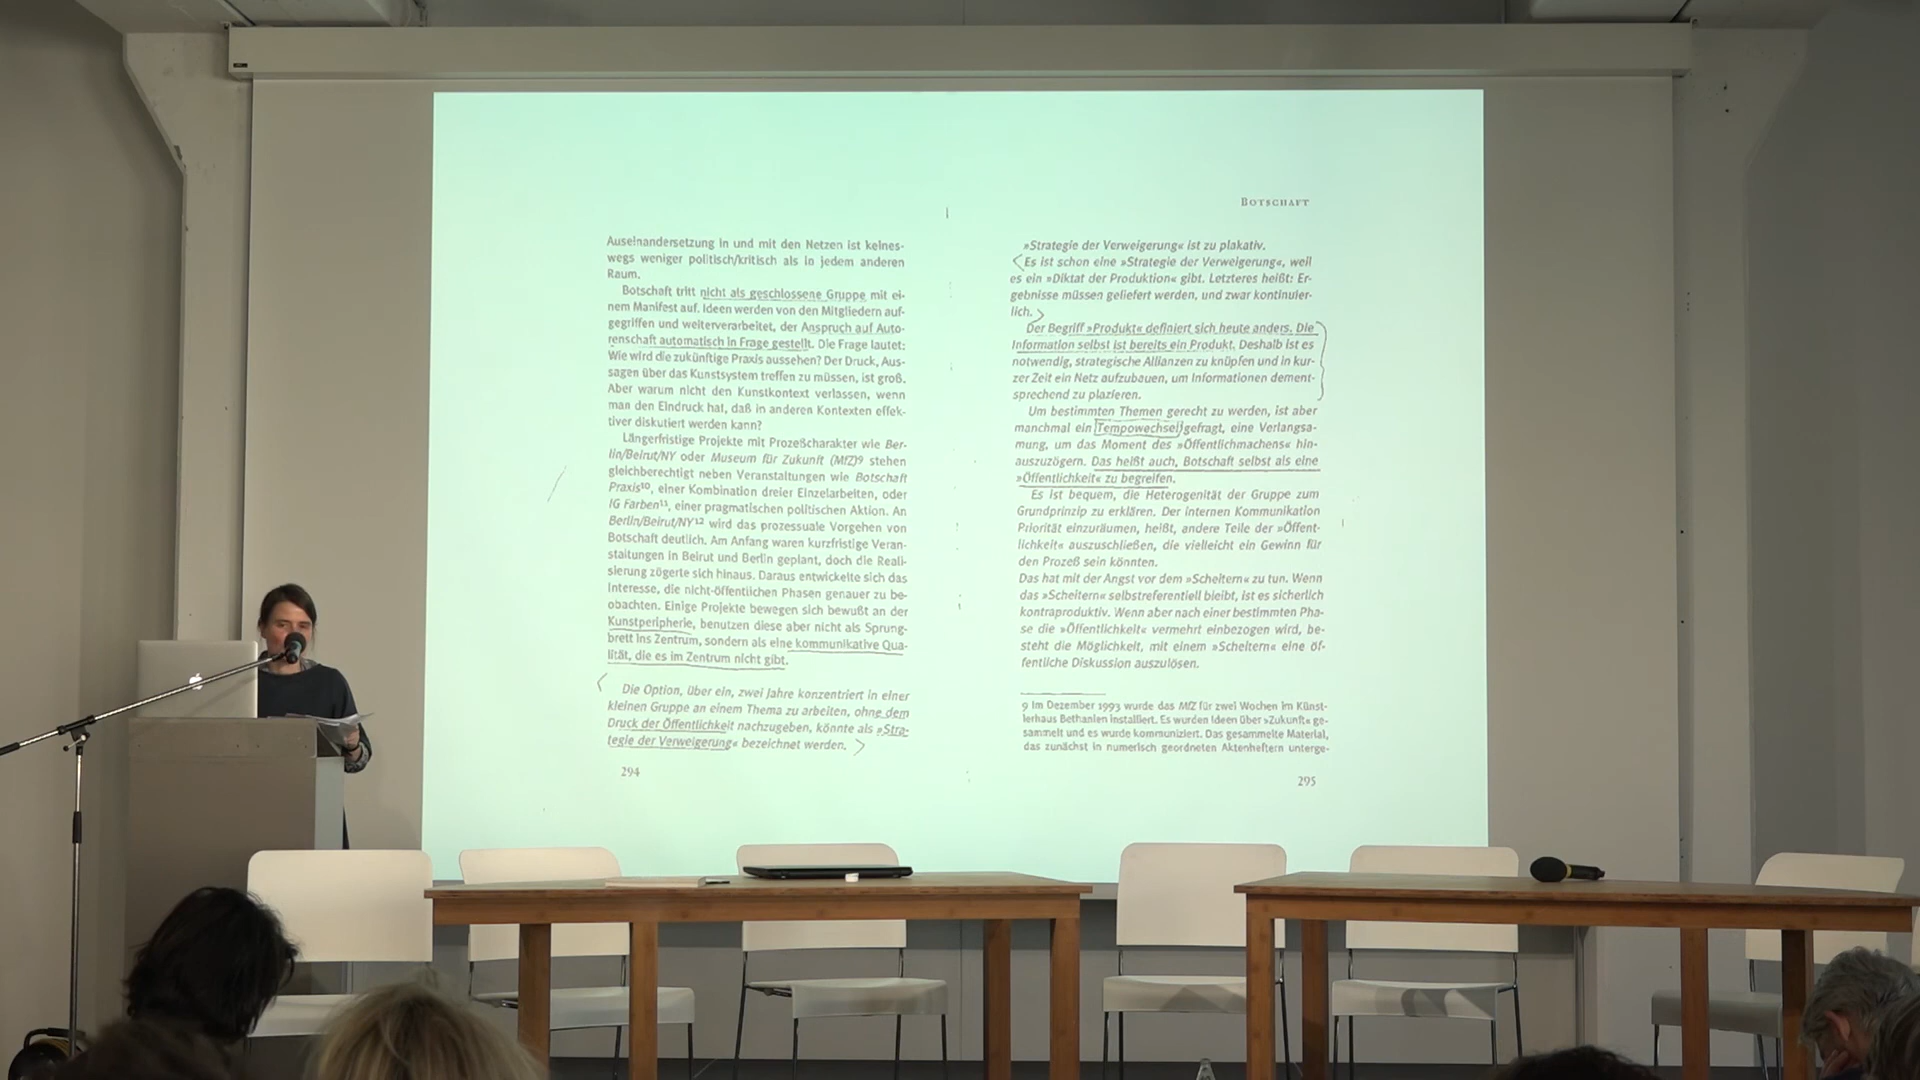 Auseinandersetzung in und mit den Netzen ist keines-
wegs weniger politisch/kritisch als in jedem anderen
Raum.
Botschaft tritt nicht als geschlossene Gruppe mit ei-
nem Manifest auf. Ideen werden von den Mitgliedern auf-
gegriffen und weiterverarbeitet, der Anspruch auf Auto-
renschaft automatisch in Frage gestellt. Die Frage lautet:
Wie wird die zukünftige Praxis aussehen? Der Druck, Aus-
sagen über das Kunstsystem treffen zu müssen, ist groß.
Aber warum nicht den Kunstkontext verlassen, wenn
man den Eindruck hat, daß in anderen Kontexten effek-
tiver diskutiert werden kann?
Längerfristige Projekte mit Prozeßcharakter wie Ber-
lin/Beirut/NY oder Museum für Zukunft (MfZ)⁹ stehen
gleichberechtigt neben Veranstaltungen wie Botschaft
Praxis¹⁰, einer Kombination dreier Einzelarbeiten, oder
IG Farben¹¹, einer pragmatischen politischen Aktion. An
Berlin/Beirut/NY¹² wird das prozessuale Vorgehen von
Botschaft deutlich. Am Anfang waren kurzfristige Veran-
staltungen in Beirut und Berlin geplant, doch die Reali-
sierung zögerte sich hinaus. Daraus entwickelte sich das
Interesse, die nicht-öffentlichen Phasen genauer zu be-
obachten. Einige Projekte bewegen sich bewußt an der
Kunstperipherie, benutzen diese aber nicht als Sprung-
brett ins Zentrum, sondern als eine kommunikative Qua-
lität, die es im Zentrum nicht gibt.
Die Option, über ein, zwei Jahre konzentriert in einer
kleinen Gruppe an einem Thema zu arbeiten, ohne dem
Druck der Öffentlichkeit nachzugeben, könnte als »Stra-
tegie der Verweigerung« bezeichnet werden.
294
BOTSCHAFT
»Strategie der Verweigerung« ist zu plakativ.
Es ist schon eine »Strategie der Verweigerung«, weil
es ein »Diktat der Produktion« gibt. Letzteres heißt: Er-
gebnisse müssen geliefert werden, und zwar kontinuier-
lich.
Der Begriff »Produkt« definiert sich heute anders. Die
Information selbst ist bereits ein Produkt. Deshalb ist es
notwendig, strategische Allianzen zu knüpfen und in kur-
zer Zeit ein Netz aufzubauen, um Informationen dement-
sprechend zu plazieren.
Um bestimmten Themen gerecht zu werden, ist aber
manchmal ein Tempowechsel gefragt, eine Verlangsa-
mung, um das Moment des »Öffentlichmachens« hin-
auszuzögern. Das heißt auch, Botschaft selbst als eine
»Öffentlichkeit« zu begreifen.
Es ist bequem, die Heterogenität der Gruppe zum
Grundprinzip zu erklären. Der internen Kommunikation
Priorität einzuräumen, heißt, andere Teile der »Öffent-
lichkeit« auszuschließen, die vielleicht ein Gewinn für
den Prozeß sein könnten.
Das hat mit der Angst vor dem »Scheitern« zu tun. Wenn
das »Scheitern« selbstreferentiell bleibt, ist es sicherlich
kontraproduktiv. Wenn aber nach einer bestimmten Pha-
se die »Öffentlichkeit« vermehrt einbezogen wird, be-
steht die Möglichkeit, mit einem »Scheitern« eine öf-
fentliche Diskussion auszulösen.
9 Im Dezember 1993 wurde das MfZ für zwei Wochen im Künst-
lerhaus Bethanien installiert. Es wurden Ideen über »Zukunft« ge-
sammelt und es wurde kommuniziert. Das gesammelte Material,
das zunächst in numerisch geordneten Aktenheftern unterge-
295